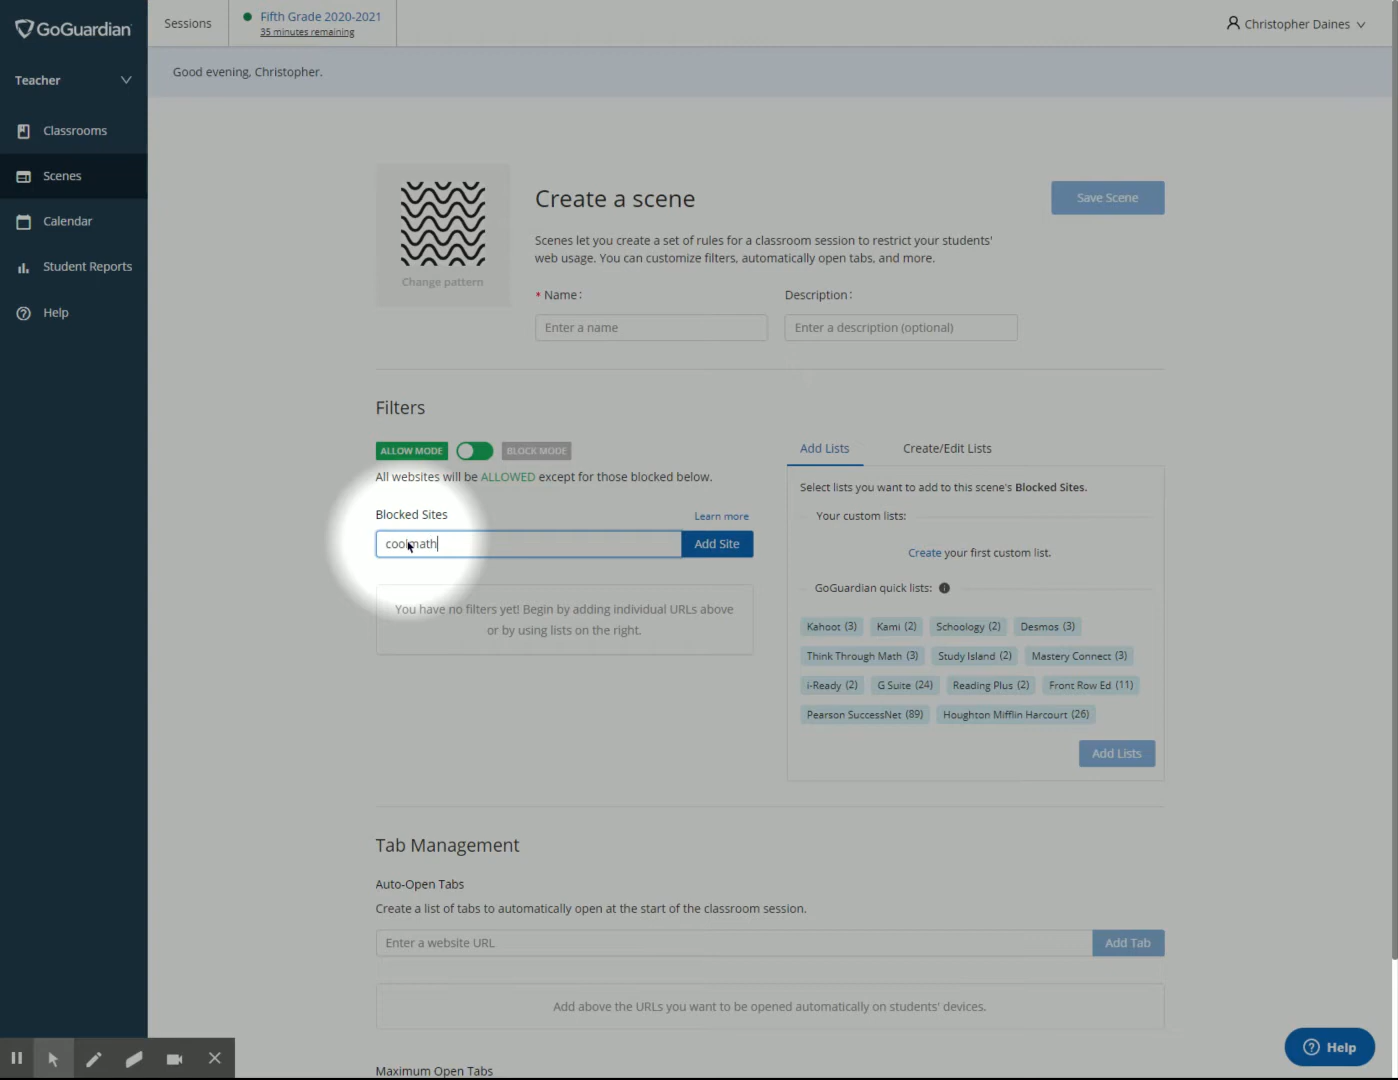 GoGuardian
Teacher
Classrooms
Scenes
Calendar
Student Reports
Help
Sessions
Fifth Grade 2020-2021
35 minutes remaining
Christopher Daines
Good evening, Christopher.
Change pattern
Create a scene
Save Scene
Scenes let you create a set of rules for a classroom session to restrict your students'
web usage. You can customize filters, automatically open tabs, and more.
* Name:
Description:
Enter a name
Enter a description (optional)
Filters
ALLOW MODE
BLOCK MODE
All websites will be ALLOWED except for those blocked below.
Blocked Sites
Learn more
coolmath
Add Site
You have no filters yet! Begin by adding individual URLs above
or by using lists on the right.
Add Lists
Create/Edit Lists
Select lists you want to add to this scene's Blocked Sites.
Your custom lists:
Create your first custom list.
GoGuardian quick lists:
Kahoot (3) Kami (2) Schoology (2) Desmos (3)
Think Through Math (3) Study Island (2) Mastery Connect (3)
i-Ready (2) G Suite (24) Reading Plus (2) Front Row Ed (11)
Pearson SuccessNet (89) Houghton Mifflin Harcourt (26)
Add Lists
Tab Management
Auto-Open Tabs
Create a list of tabs to automatically open at the start of the classroom session.
Enter a website URL
Add Tab
Add above the URLs you want to be opened automatically on students' devices.
Maximum Open Tabs
Help